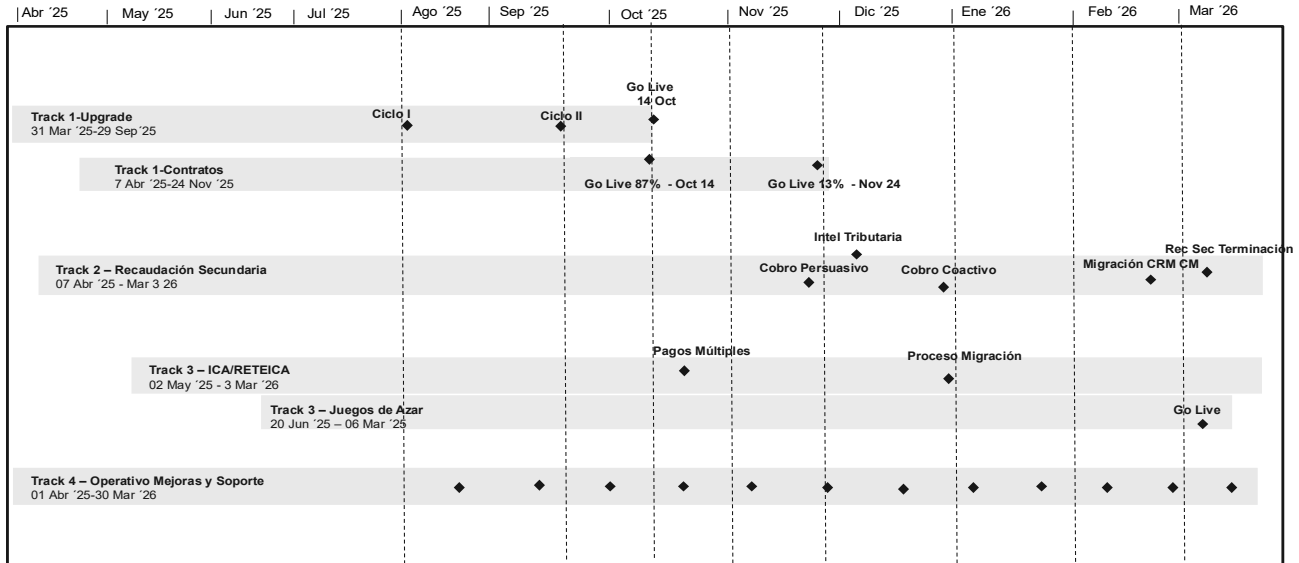 Abr ´25
May ´25
Jun ´25
Jul ´25
Ago ´25
Sep ´25
Oct ´25
Nov ´25
Dic ´25
Ene ´26
Feb ´26
Mar ´26
Go Live
14 Oct
Ciclo I
Ciclo II
Track 1-Upgrade
31 Mar ´25-29 Sep´25
Track 1-Contratos
7 Abr ´25-24 Nov ´25
Go Live 87% - Oct 14
Go Live 13% - Nov 24
Intel Tributaria
Rec Sec Terminación
Track 2 – Recaudación Secundaria
07 Abr ´25 - Mar 3 26
Cobro Persuasivo
Cobro Coactivo
Migración CRM CM
Pagos Múltiples
Proceso Migración
Track 3 – ICA/RETEICA
02 May ´25 - 3 Mar ´26
Track 3 – Juegos de Azar
20 Jun ´25 – 06 Mar ´25
Go Live
Track 4 – Operativo Mejoras y Soporte
01 Abr ´25-30 Mar ´26